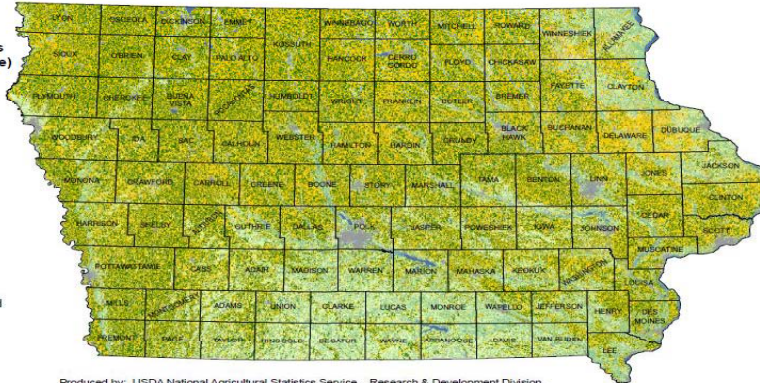 LYON OSCEOLA DICKINSON EMMET WINNEBAGO WORTH MITCHELL HOWARD WINNESHIEK ALLAMAKEE
KOSSUTH
s
e)
SIOUX O'BRIEN CLAY PALO ALTO HANCOCK CERRO GORDO FLOYD CHICKASAW
FAYETTE CLAYTON
PLYMOUTH CHEROKEE BUENA VISTA POCAHONTAS HUMBOLDT WRIGHT FRANKLIN BUTLER BREMER
WOODBURY IDA SAC CALHOUN WEBSTER HAMILTON HARDIN GRUNDY BLACK HAWK BUCHANAN DELAWARE DUBUQUE
MONONA CRAWFORD CARROLL GREENE BOONE STORY MARSHALL TAMA BENTON LINN JONES JACKSON
CLINTON
HARRISON SHELBY AUDUBON GUTHRIE DALLAS POLK JASPER POWESHIEK IOWA JOHNSON CEDAR SCOTT
MUSCATINE
POTTAWATTAMIE CASS ADAIR MADISON WARREN MARION MAHASKA KEOKUK WASHINGTON LOUISA
MILLS MONTGOMERY ADAMS UNION CLARKE LUCAS MONROE WAPELLO JEFFERSON HENRY DES MOINES
FREMONT PAGE TAYLOR RINGGOLD DECATUR WAYNE APPANOOSE DAVIS VAN BUREN LEE
Produced by: USDA National Agricultural Statistics Service Research & Development Division